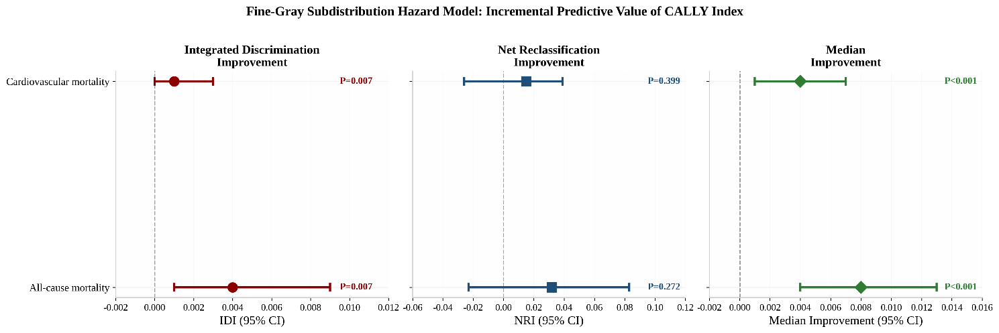 Fine-Gray Subdistribution Hazard Model: Incremental Predictive Value of CALLY Index
Integrated Discrimination
Improvement
Net Reclassification
Improvement
Median
Improvement
Cardiovascular mortality
P=0.007
P=0.399
P<0.001
All-cause mortality
P=0.007
P=0.272
P<0.001
-0.002 0.000 0.002 0.004 0.006 0.008 0.010 0.012
-0.06 -0.04 -0.02 0.00 0.02 0.04 0.06 0.08 0.10 0.12
-0.002 0.000 0.002 0.004 0.006 0.008 0.010 0.012 0.014 0.016
IDI (95% CI)
NRI (95% CI)
Median Improvement (95% CI)